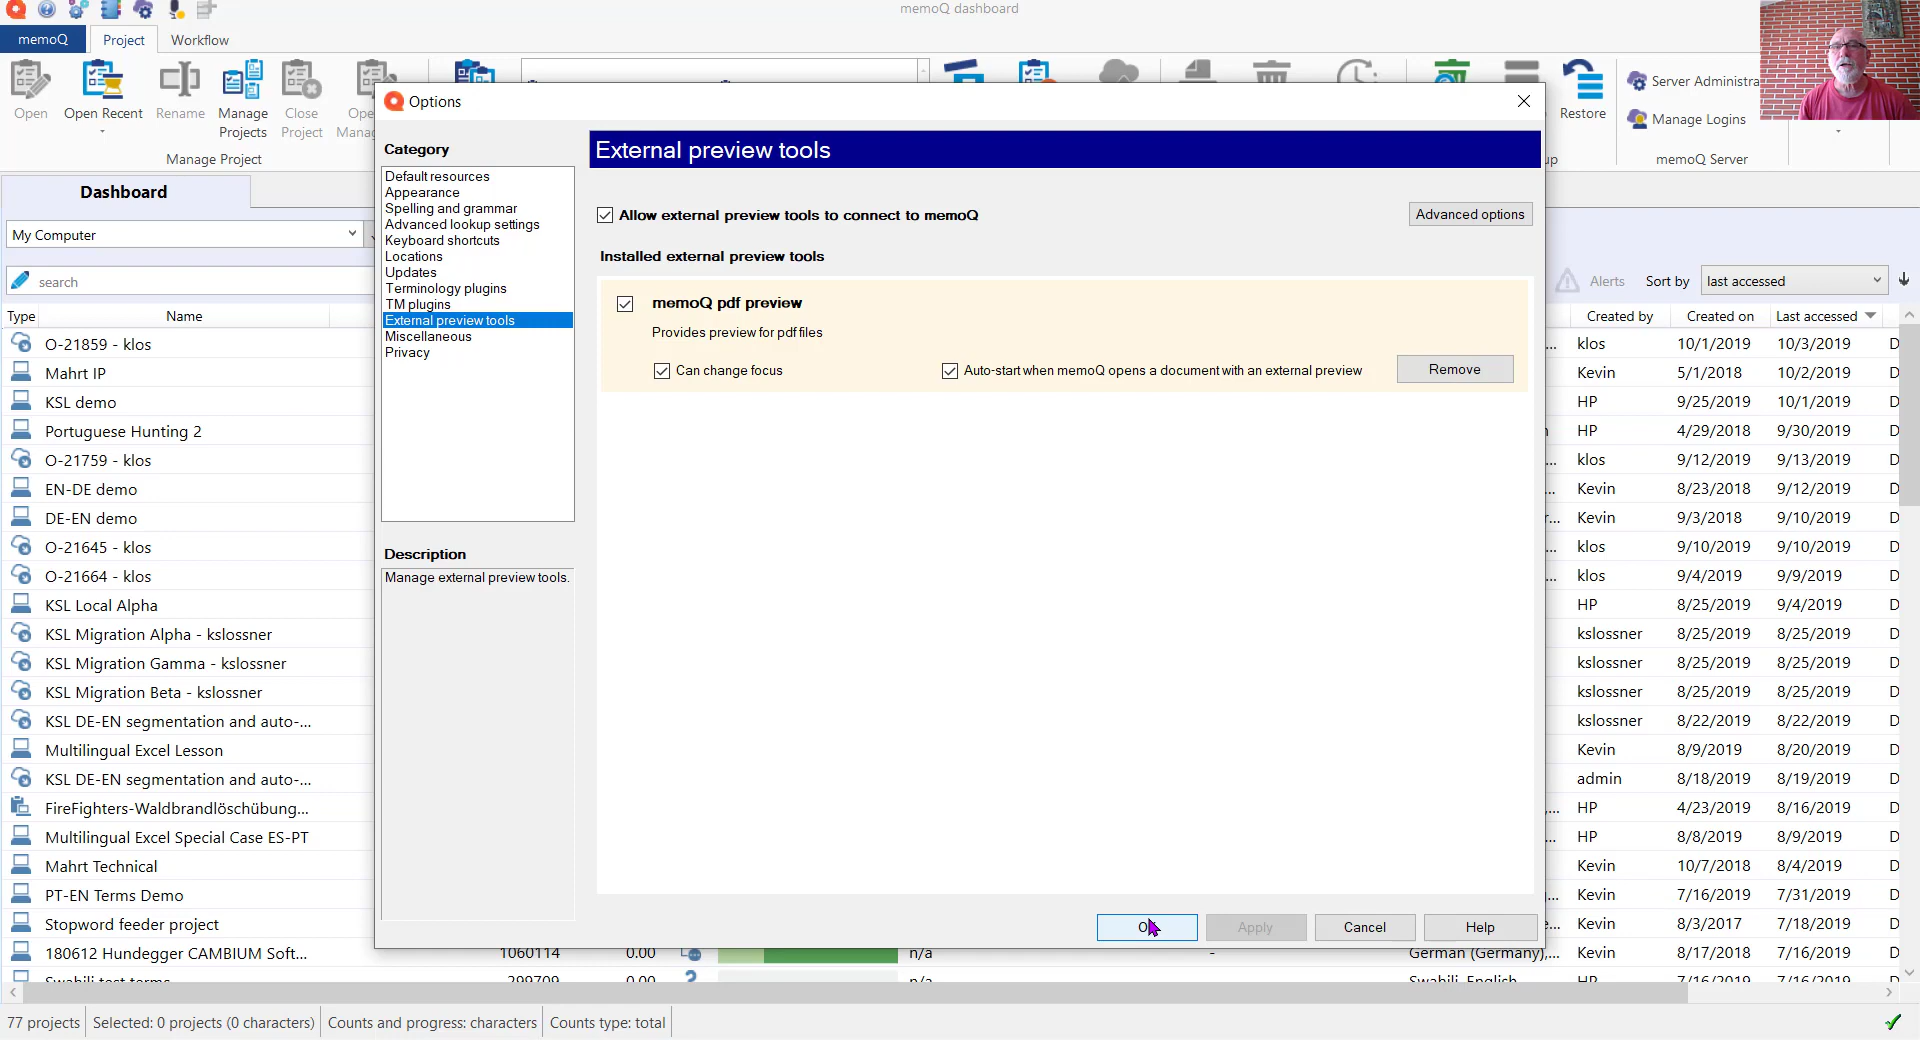 memoQ dashboard
memoQ Project Workflow
Open Open Recent Rename Manage Projects Close Project
Restore
Server Administra
Manage Logins
Manage Project
memoQ Server
Options
Category
Default resources
Appearance
Spelling and grammar
Advanced lookup settings
Keyboard shortcuts
Locations
Updates
Terminology plugins
TM plugins
External preview tools
Miscellaneous
Privacy
Description
Manage external preview tools.
External preview tools
Allow external preview tools to connect to memoQ
Advanced options
Installed external preview tools
memoQ pdf preview
Provides preview for pdf files
Can change focus
Auto-start when memoQ opens a document with an external preview
Remove
Apply
Cancel
Help
Dashboard
My Computer
search
Alerts Sort by last accessed
Type Name Created by Created on Last accessed
O-21859 - klos ... klos 10/1/2019 10/3/2019 D
Mahrt IP Kevin 5/1/2018 10/2/2019 D
KSL demo HP 9/25/2019 10/1/2019 D
Portuguese Hunting 2 HP 4/29/2018 9/30/2019 D
O-21759 - klos ... klos 9/12/2019 9/13/2019 D
EN-DE demo ... Kevin 8/23/2018 9/12/2019 D
DE-EN demo r... Kevin 9/3/2018 9/10/2019 D
O-21645 - klos ... klos 9/10/2019 9/10/2019 D
O-21664 - klos ... klos 9/4/2019 9/9/2019 D
KSL Local Alpha HP 8/25/2019 9/4/2019 D
KSL Migration Alpha - kslossner kslossner 8/25/2019 8/25/2019 D
KSL Migration Gamma - kslossner kslossner 8/25/2019 8/25/2019 D
KSL Migration Beta - kslossner kslossner 8/25/2019 8/25/2019 D
KSL DE-EN segmentation and auto-... kslossner 8/22/2019 8/22/2019 D
Multilingual Excel Lesson Kevin 8/9/2019 8/20/2019 D
KSL DE-EN segmentation and auto-... admin 8/18/2019 8/19/2019 D
FireFighters-Waldbrandlöschübung... HP 4/23/2019 8/16/2019 D
Multilingual Excel Special Case ES-PT HP 8/8/2019 8/9/2019 D
Mahrt Technical Kevin 10/7/2018 8/4/2019 D
PT-EN Terms Demo Kevin 7/16/2019 7/31/2019 D
Stopword feeder project Kevin 8/3/2017 7/18/2019 D
180612 Hundegger CAMBIUM Soft... 1060114 0.00 n/a - German (Germany),... Kevin 8/17/2018 7/16/2019 D
Swahili test terms 299709 0.00 n/a Swahili, English HP 7/16/2019 7/16/2019 D
77 projects Selected: 0 projects (0 characters) Counts and progress: characters Counts type: total